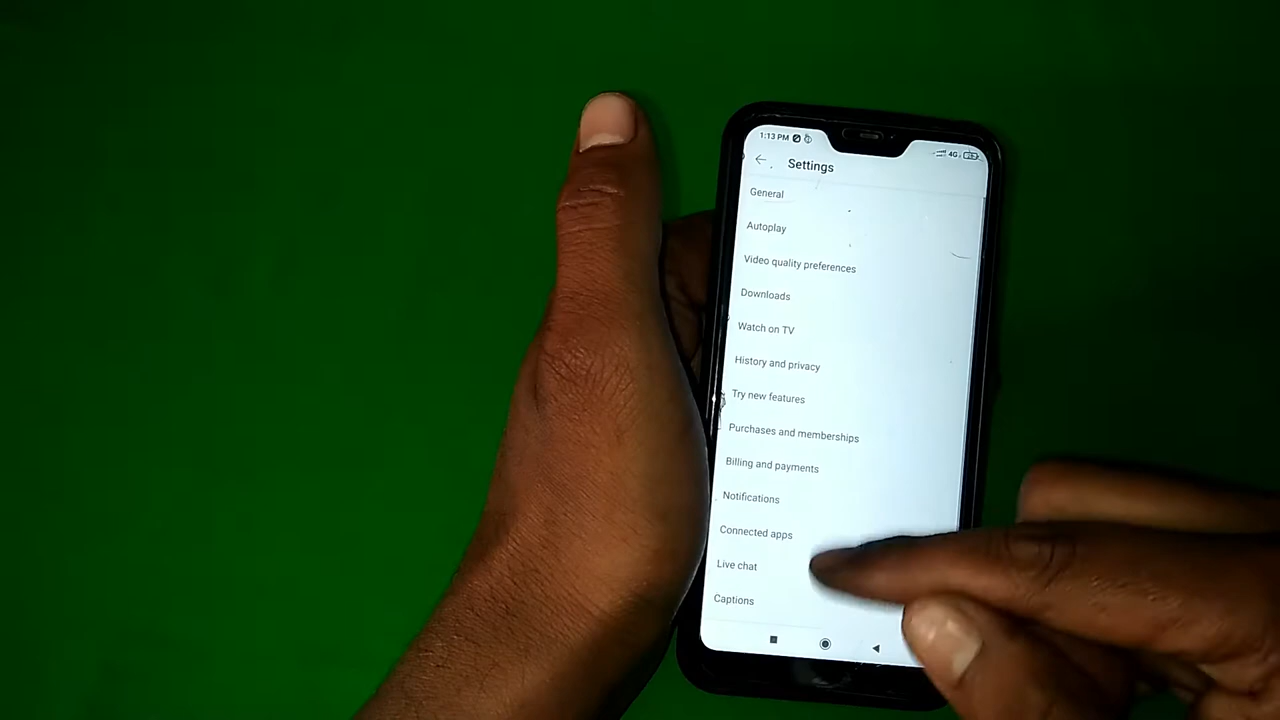 1:13 PM
4G
Settings
General
Autoplay
Video quality preferences
Downloads
Watch on TV
History and privacy
Try new features
Purchases and memberships
Billing and payments
Notifications
Connected apps
Live chat
Captions